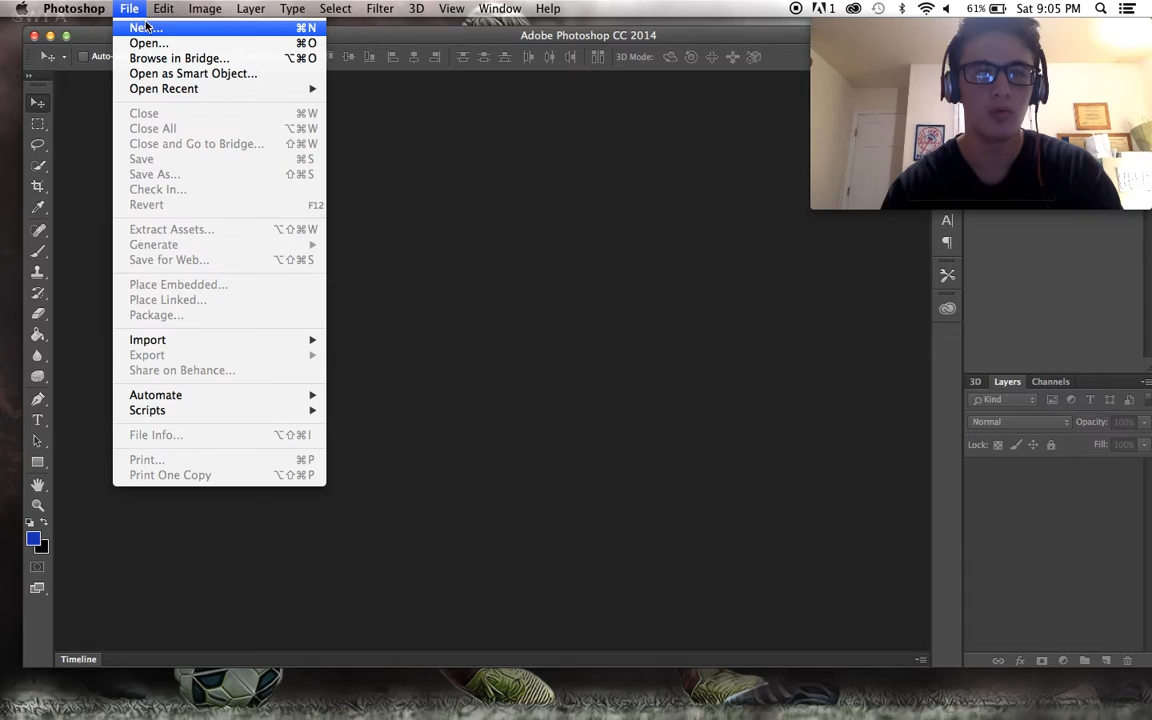 Photoshop File Edit Image Layer Type Select Filter 3D View Window Help 1 61% Sat 9:05 PM
Adobe Photoshop CC 2014
Auto- 3D Mode:
⌘N
Open... ⌘O
Browse in Bridge... ⌥⌘O
Open as Smart Object...
Open Recent
Close ⌘W
Close All ⌥⌘W
Close and Go to Bridge... ⇧⌘W
Save ⌘S
Save As... ⇧⌘S
Check In...
Revert F12
Extract Assets... ⌥⇧⌘W
Generate
Save for Web... ⌥⇧⌘S
Place Embedded...
Place Linked...
Package...
Import
Export
Share on Behance...
Automate
Scripts
File Info... ⌥⇧⌘I
Print... ⌘P
Print One Copy ⌥⇧⌘P
3D Layers Channels
Kind
Normal Opacity: 100%
Lock: Fill: 100%
Timeline